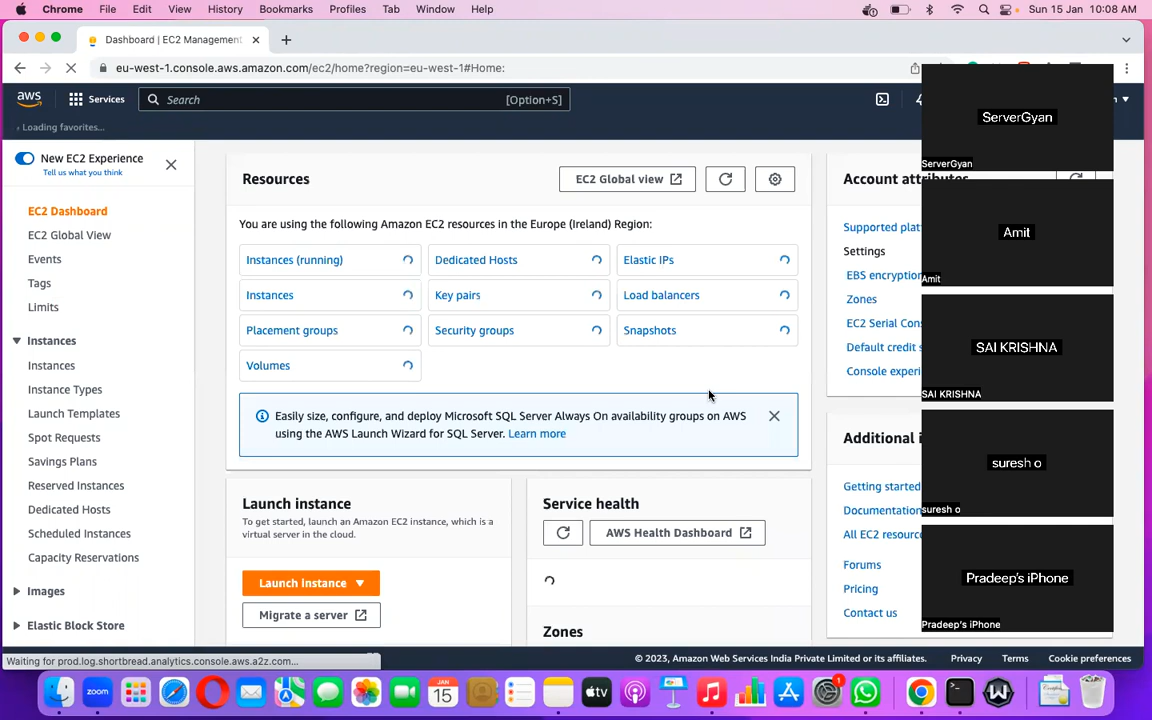 Chrome File Edit View History Bookmarks Profiles Tab Window Help Sun 15 Jan 10:08 AM
Dashboard | EC2 Management
eu-west-1.console.aws.amazon.com/ec2/home?region=eu-west-1#Home:
aws Services Search [Option+S]
Loading favorites...
New EC2 Experience
Tell us what you think
EC2 Dashboard
EC2 Global View
Events
Tags
Limits
Instances
Instances
Instance Types
Launch Templates
Spot Requests
Savings Plans
Reserved Instances
Dedicated Hosts
Scheduled Instances
Capacity Reservations
Images
Elastic Block Store
Resources
EC2 Global view
You are using the following Amazon EC2 resources in the Europe (Ireland) Region:
Instances (running) Dedicated Hosts Elastic IPs
Instances Key pairs Load balancers
Placement groups Security groups Snapshots
Volumes
Easily size, configure, and deploy Microsoft SQL Server Always On availability groups on AWS
using the AWS Launch Wizard for SQL Server. Learn more
Launch instance
To get started, launch an Amazon EC2 instance, which is a
virtual server in the cloud.
Launch instance
Migrate a server
Service health
AWS Health Dashboard
Zones
Account attributes
Supported plat
Settings
EBS encryption
Zones
EC2 Serial Cons
Default credit s
Console experi
Additional i
Getting started
Documentation
All EC2 resourc
Forums
Pricing
Contact us
ServerGyan
ServerGyan
Amit
Amit
SAI KRISHNA
SAI KRISHNA
suresh o
suresh o
Pradeep's iPhone
Pradeep's iPhone
Waiting for prod.log.shortbread.analytics.console.aws.a2z.com...
© 2023, Amazon Web Services India Private Limited or its affiliates. Privacy Terms Cookie preferences
zoom
JAN
15
tv
1